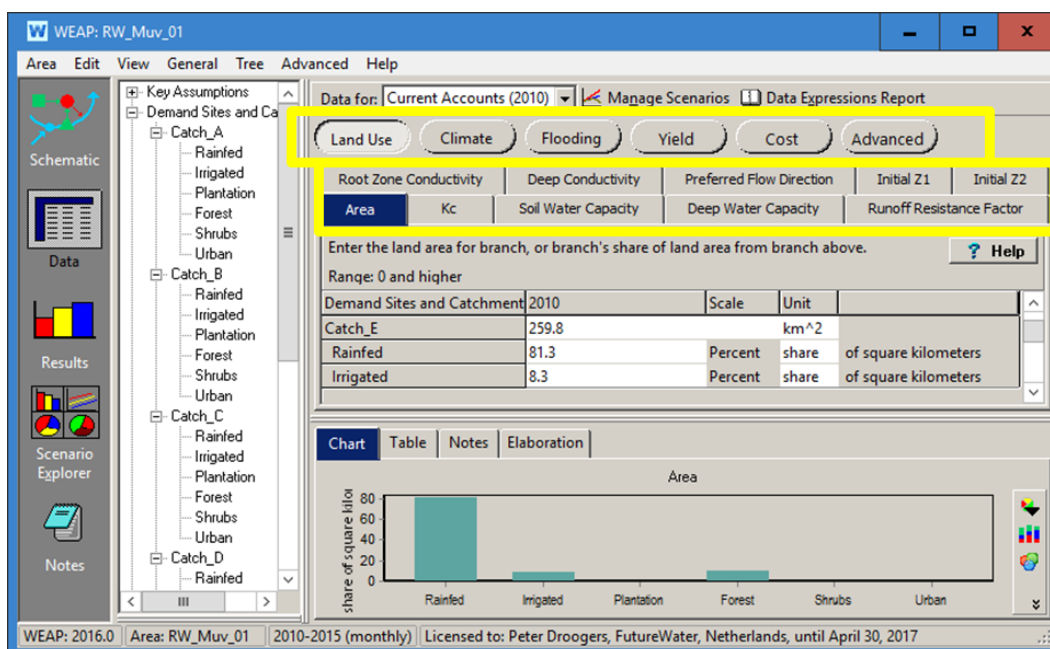 WEAP: RW_Muv_01
Area Edit View General Tree Advanced Help
Schematic
Data
Results
Scenario
Explorer
Notes
Key Assumptions
Demand Sites and Ca
Catch_A
Rainfed
Irrigated
Plantation
Forest
Shrubs
Urban
Catch_B
Rainfed
Irrigated
Plantation
Forest
Shrubs
Urban
Catch_C
Rainfed
Irrigated
Plantation
Forest
Shrubs
Urban
Catch_D
Rainfed
Data for: Current Accounts (2010) Manage Scenarios Data Expressions Report
Land Use Climate Flooding Yield Cost Advanced
Root Zone Conductivity Deep Conductivity Preferred Flow Direction Initial Z1 Initial Z2
Area Kc Soil Water Capacity Deep Water Capacity Runoff Resistance Factor
Enter the land area for branch, or branch's share of land area from branch above.
? Help
Range: 0 and higher
Demand Sites and Catchment 2010 Scale Unit
Catch_E 259.8 km^2
Rainfed 81.3 Percent share of square kilometers
Irrigated 8.3 Percent share of square kilometers
Chart Table Notes Elaboration
Area
share of square kilo
80
60
40
20
0
Rainfed Irrigated Plantation Forest Shrubs Urban
WEAP: 2016.0 Area: RW_Muv_01 2010-2015 (monthly) Licensed to: Peter Droogers, FutureWater, Netherlands, until April 30, 2017